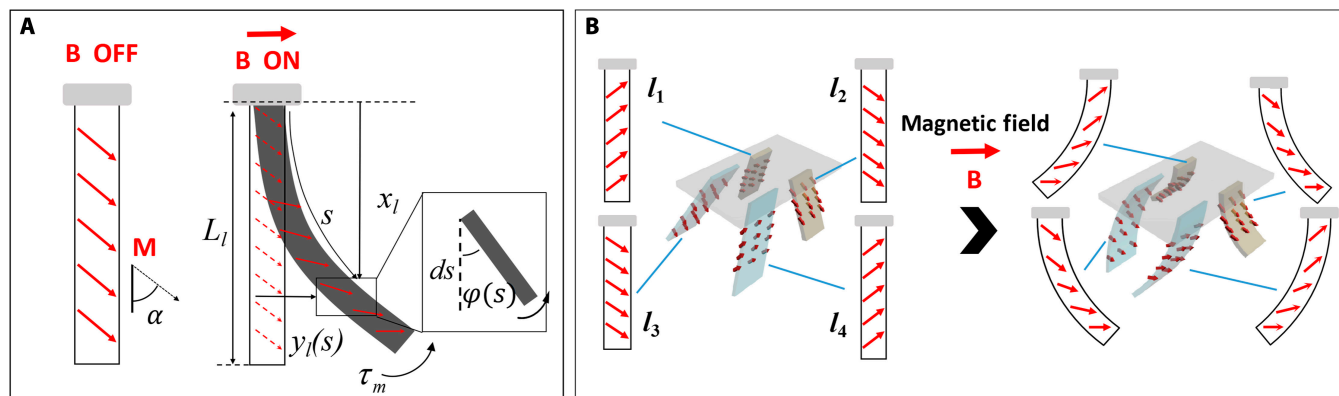 A
B OFF
B ON
M
α
L_l
s
x_l
y_l(s)
τ_m
ds
φ(s)
B
l_1
l_2
l_3
l_4
Magnetic field
B